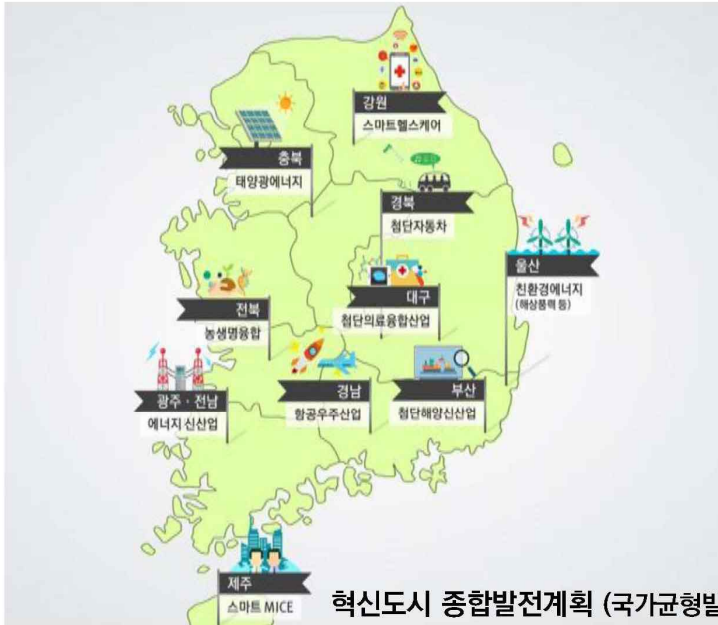 강원
스마트헬스케어
충북
태양광에너지
경북
첨단자동차
울산
친환경에너지
(해상풍력 등)
대구
첨단의료융합산업
전북
농생명융합
경남
항공우주산업
부산
첨단해양신산업
광주·전남
에너지 신산업
제주
스마트 MICE
혁신도시 종합발전계획 (국가균형발